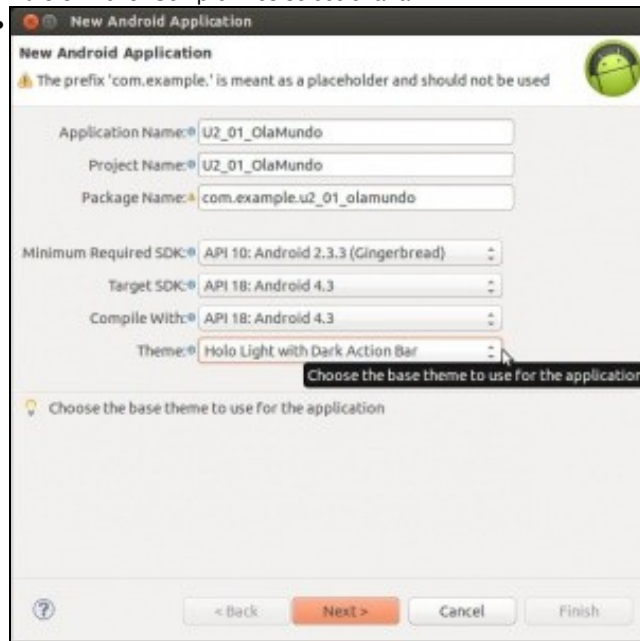 New Android Application
New Android Application
The prefix 'com.example.' is meant as a placeholder and should not be used
Application Name: U2_01_OlaMundo
Project Name: U2_01_OlaMundo
Package Name: com.example.u2_01_olamundo
Minimum Required SDK: API 10: Android 2.3.3 (Gingerbread)
Target SDK: API 18: Android 4.3
Compile With: API 18: Android 4.3
Theme: Holo Light with Dark Action Bar
Choose the base theme to use for the application
Choose the base theme to use for the application
< Back Next > Cancel Finish